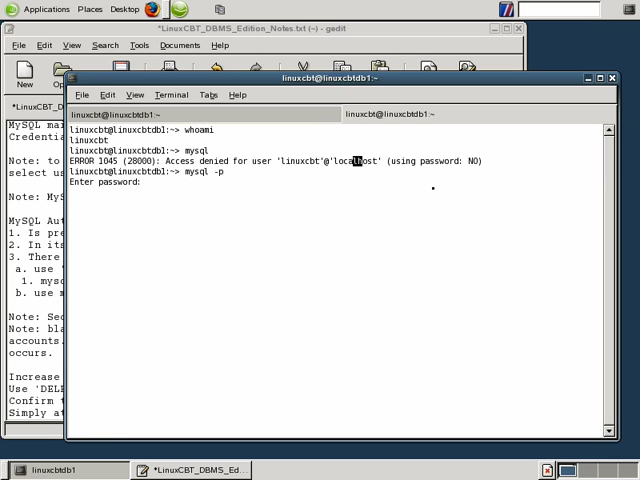 Applications Places Desktop
*LinuxCBT_DBMS_Edition_Notes.txt (~) - gedit
File Edit View Search Tools Documents Help
New
*LinuxCBT_D
linuxcbt@linuxcbtdb1:~
File Edit View Terminal Tabs Help
linuxcbt@linuxcbtdb1:~
linuxcbt@linuxcbtdb1:~
linuxcbt@linuxcbtdb1:~> whoami
linuxcbt
linuxcbt@linuxcbtdb1:~> mysql
ERROR 1045 (28000): Access denied for user 'linuxcbt'@'localhost' (using password: NO)
linuxcbt@linuxcbtdb1:~> mysql -p
Enter password:
MySQL mai
Credentia
Note: to
select us
Note: MyS
MySQL Aut
1. Is pre
2. In its
3. There
a. use '
1. mysq
b. use m
Note: Sec
Note: bla
accounts.
occurs.
Increase
Use 'DELE
Confirm t
Simply at
linuxcbtdb1
*LinuxCBT_DBMS_Ed...